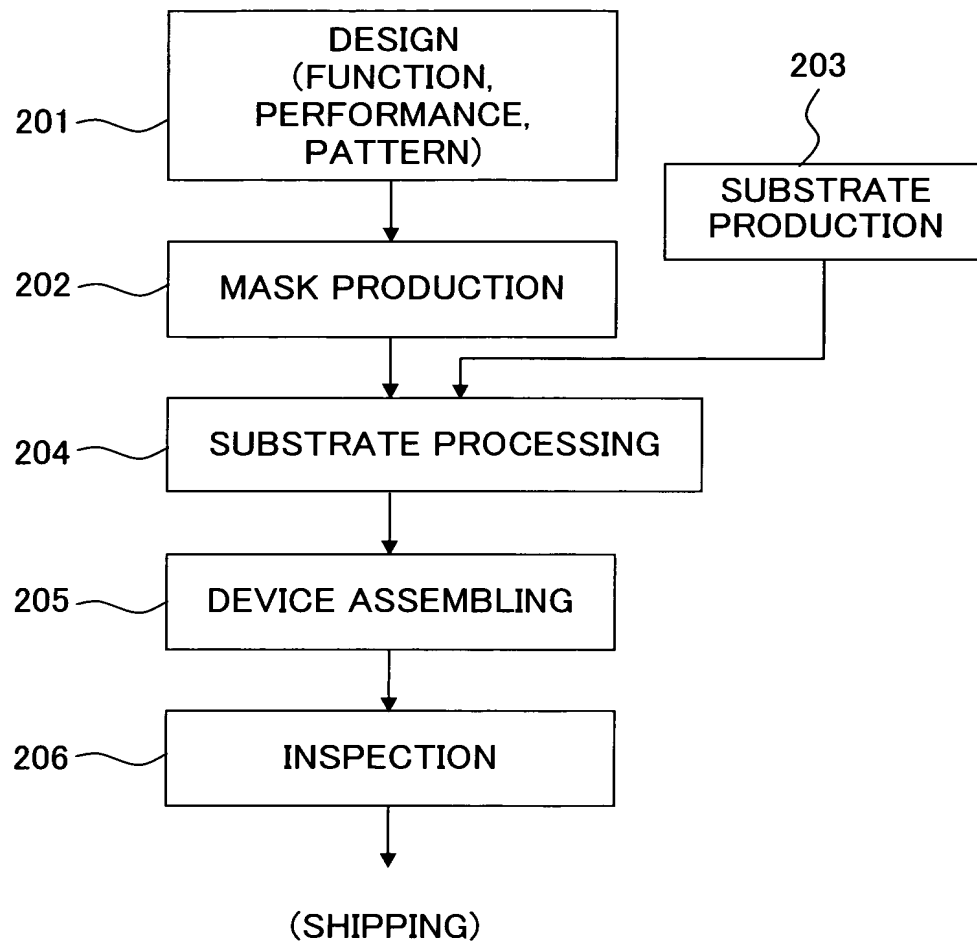 DESIGN
(FUNCTION,
PERFORMANCE,
PATTERN)
201
203
SUBSTRATE
PRODUCTION
202
MASK PRODUCTION
204
SUBSTRATE PROCESSING
205
DEVICE ASSEMBLING
206
INSPECTION
(SHIPPING)